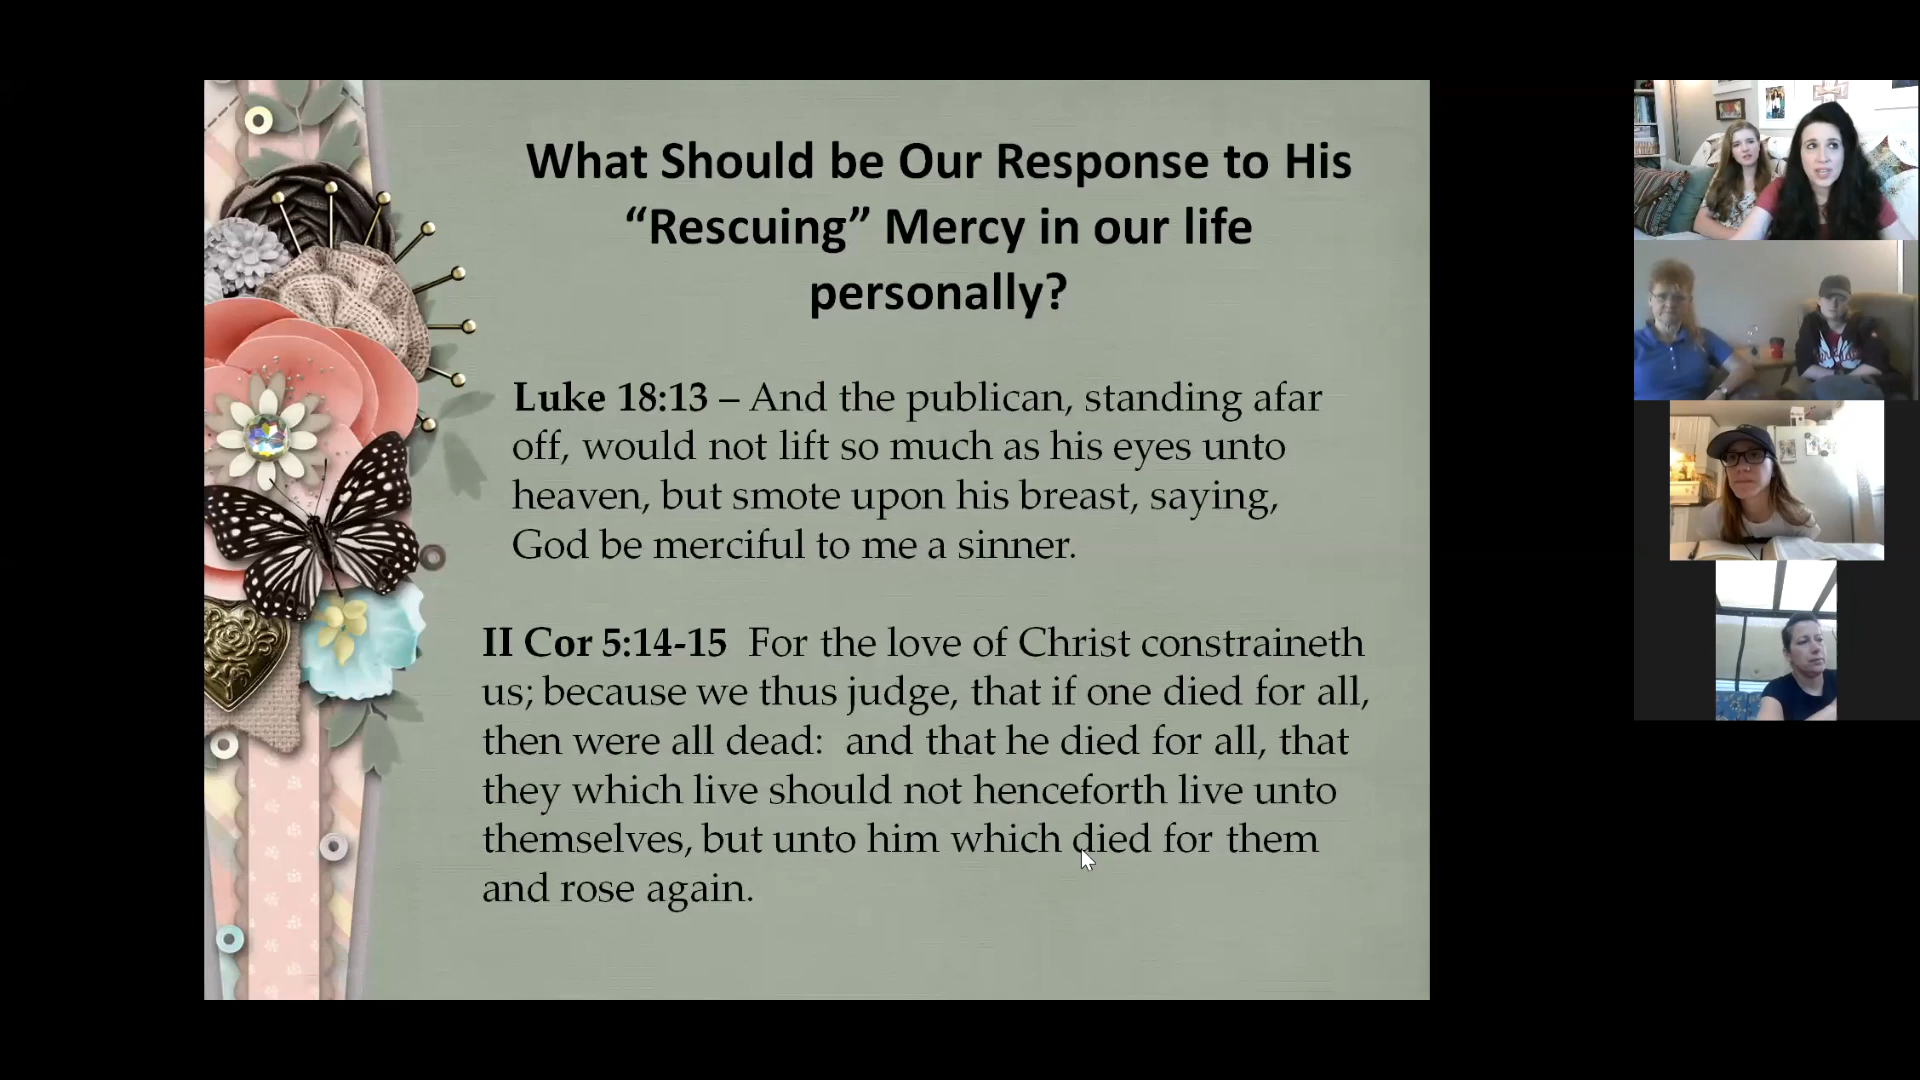 What Should be Our Response to His
“Rescuing” Mercy in our life
personally?
Luke 18:13 – And the publican, standing afar
off, would not lift so much as his eyes unto
heaven, but smote upon his breast, saying,
God be merciful to me a sinner.
II Cor 5:14-15 For the love of Christ constraineth
us; because we thus judge, that if one died for all,
then were all dead: and that he died for all, that
they which live should not henceforth live unto
themselves, but unto him which died for them
and rose again.